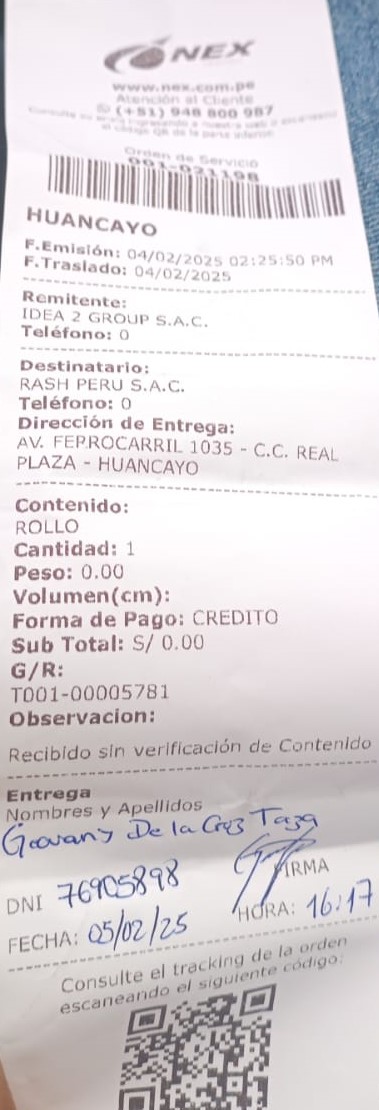 NEX
www.nex.com.pe
Atención al Cliente
(+51) 948 800 987
Orden de Servicio
001-021198
HUANCAYO
F.Emisión: 04/02/2025 02:25:50 PM
F.Traslado: 04/02/2025
Remitente:
IDEA 2 GROUP S.A.C.
Teléfono: 0
Destinatario:
RASH PERU S.A.C.
Teléfono: 0
Dirección de Entrega:
AV. FEPROCARRIL 1035 - C.C. REAL
PLAZA - HUANCAYO
Contenido:
ROLLO
Cantidad: 1
Peso: 0.00
Volumen(cm):
Forma de Pago: CREDITO
Sub Total: S/ 0.00
G/R:
T001-00005781
Observacion:
Recibido sin verificación de Contenido
Entrega
Nombres y Apellidos
Geovany De la Cruz Taza
DNI 76905898
FIRMA
FECHA: 05/02/25
HORA: 16:17
Consulte el tracking de la orden
escaneando el siguiente código: